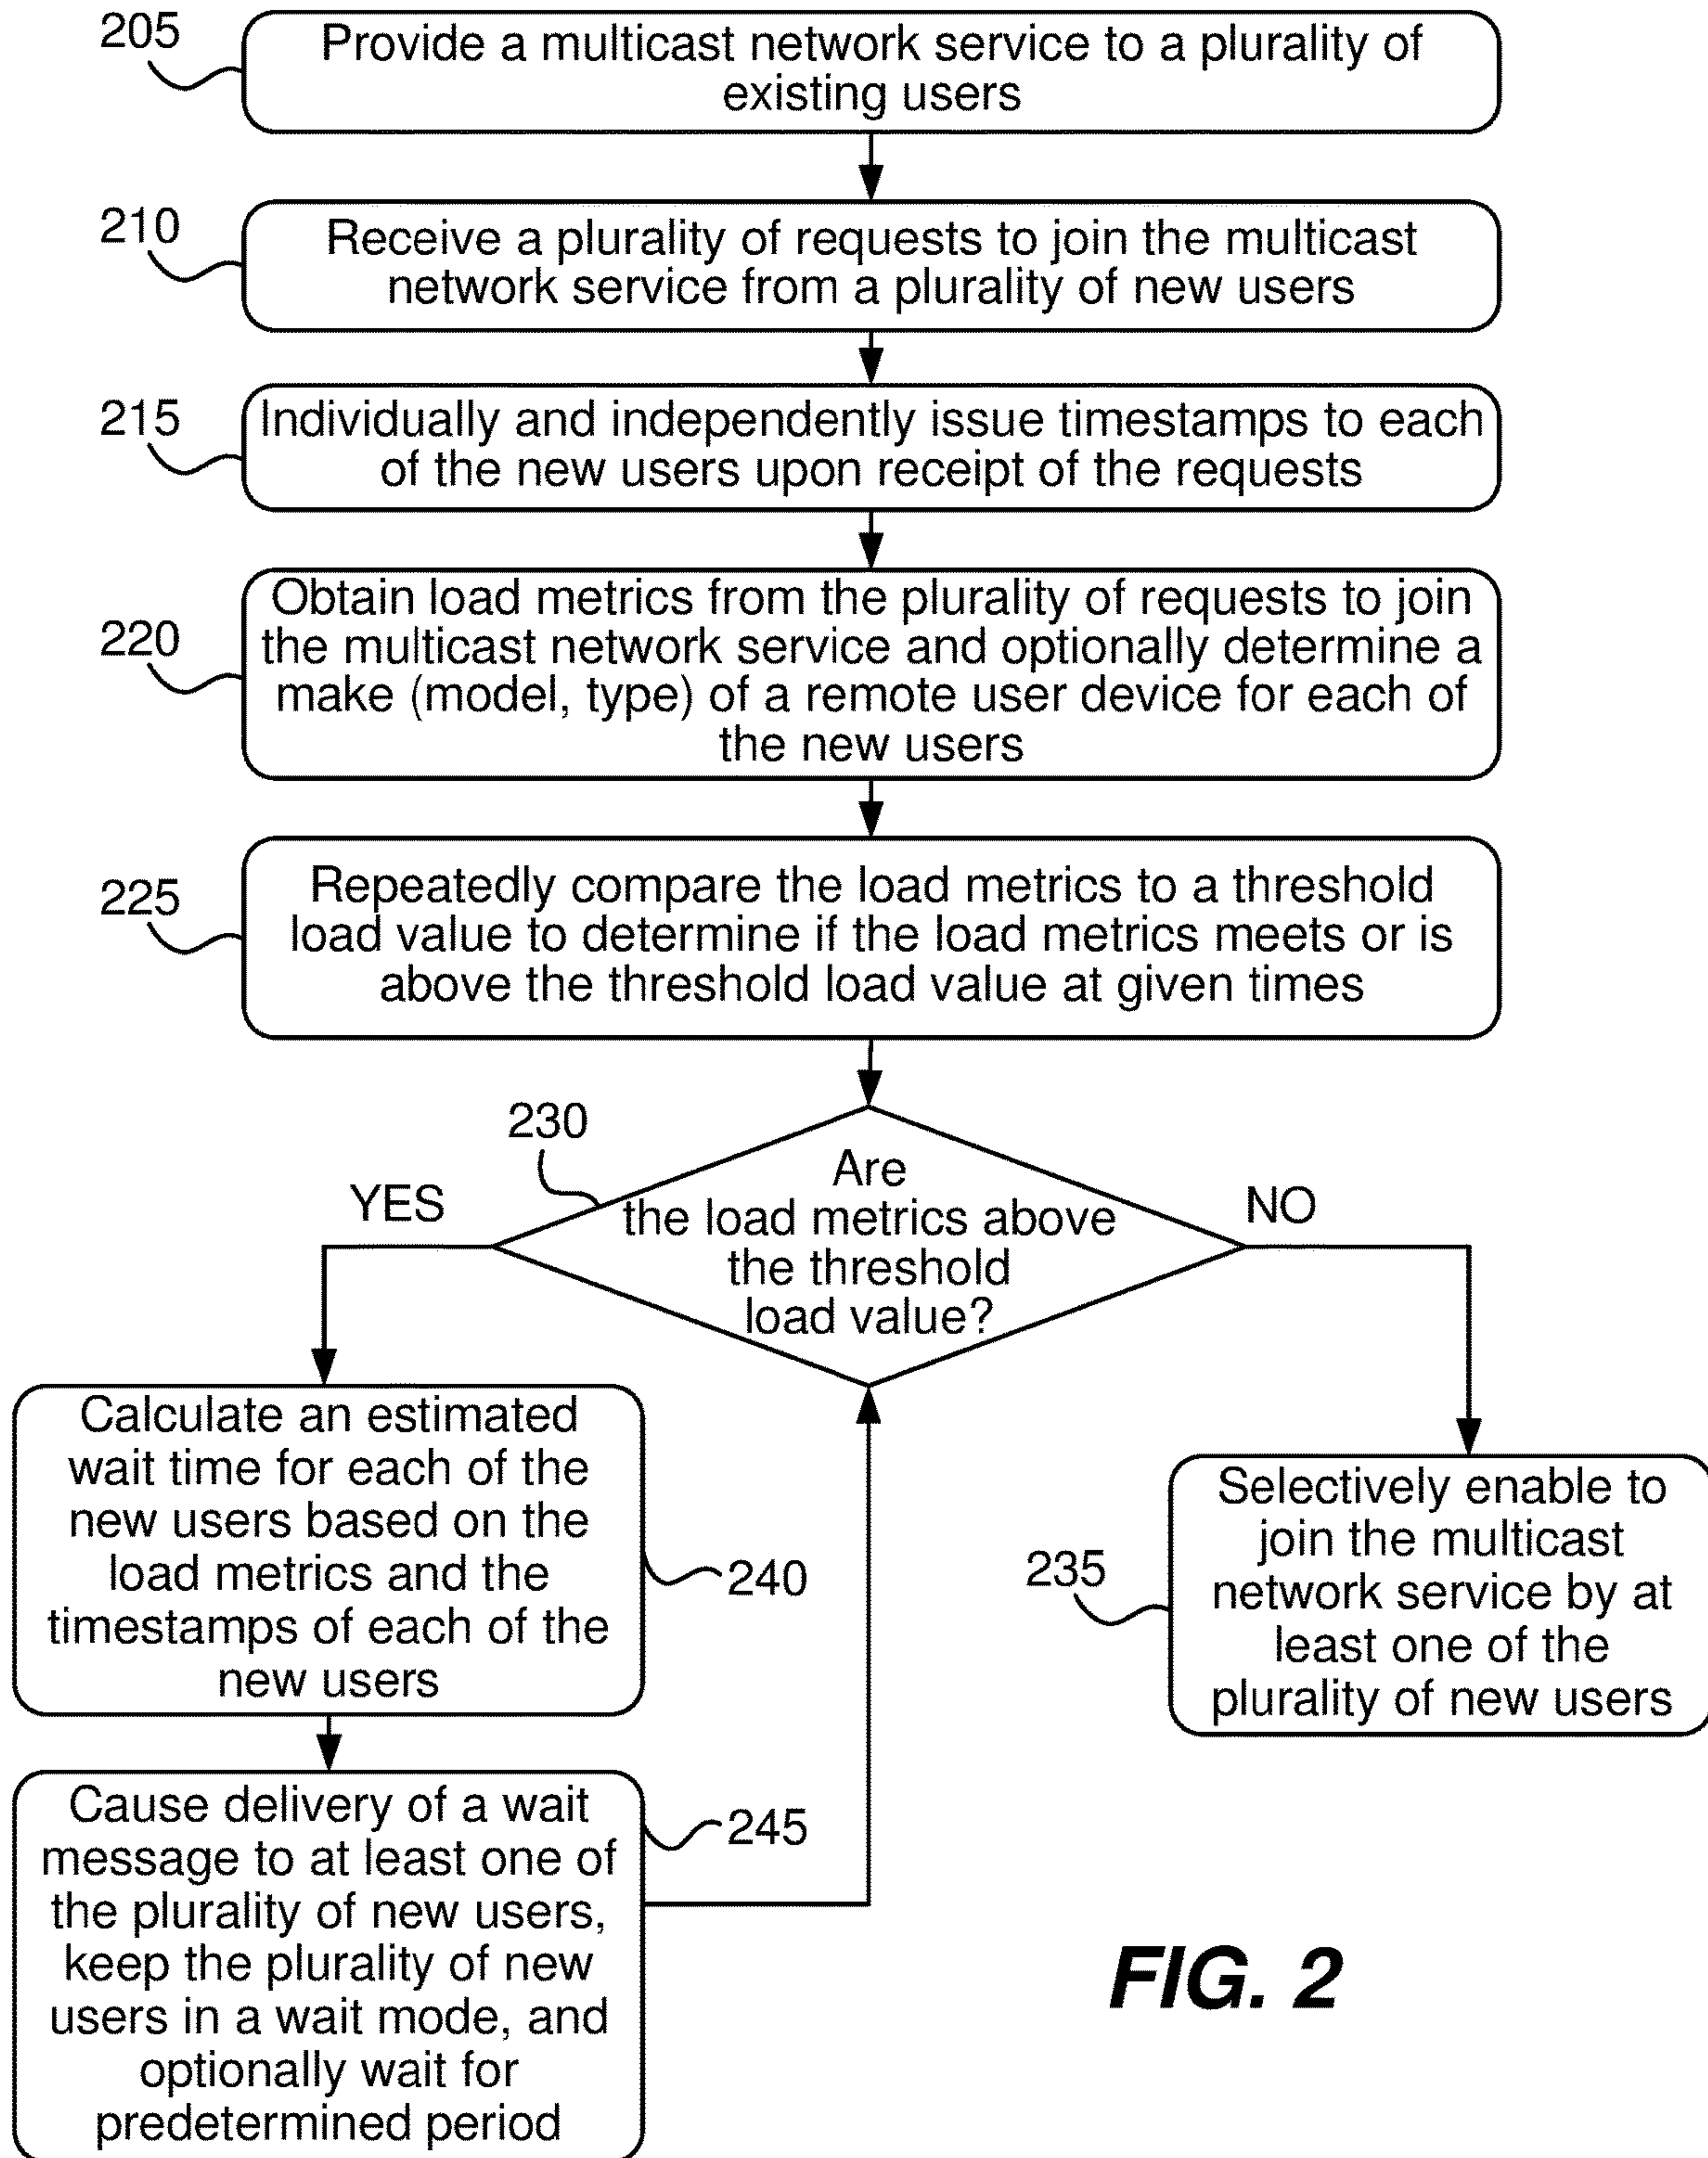 205
Provide a multicast network service to a plurality of
existing users
210
Receive a plurality of requests to join the multicast
network service from a plurality of new users
215
Individually and independently issue timestamps to each
of the new users upon receipt of the requests
220
Obtain load metrics from the plurality of requests to join
the multicast network service and optionally determine a
make (model, type) of a remote user device for each of
the new users
225
Repeatedly compare the load metrics to a threshold
load value to determine if the load metrics meets or is
above the threshold load value at given times
230
Are
the load metrics above
the threshold
load value?
YES
NO
Calculate an estimated
wait time for each of the
new users based on the
load metrics and the
timestamps of each of the
new users
240
Selectively enable to
join the multicast
network service by at
least one of the
plurality of new users
235
Cause delivery of a wait
message to at least one of
the plurality of new users,
keep the plurality of new
users in a wait mode, and
optionally wait for
predetermined period
245
FIG. 2